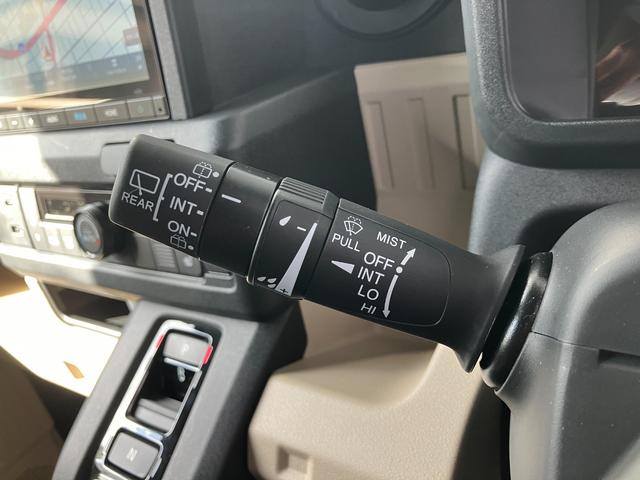 REAR
OFF-
INT-
ON-
PULL
MIST
OFF
INT
LO
HI
P
N